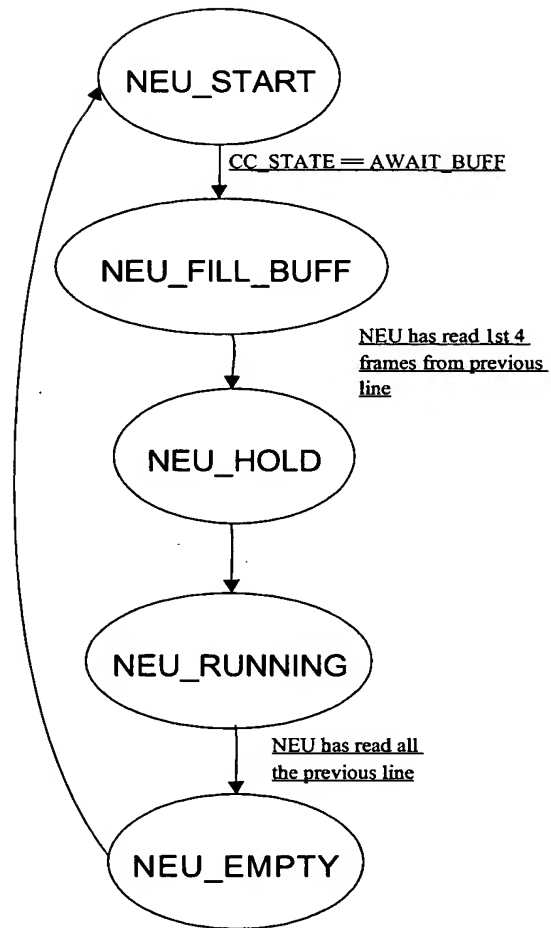 NEU_START
CC_STATE == AWAIT_BUFF
NEU_FILL_BUFF
NEU has read 1st 4
frames from previous
line
NEU_HOLD
NEU_RUNNING
NEU has read all
the previous line
NEU_EMPTY